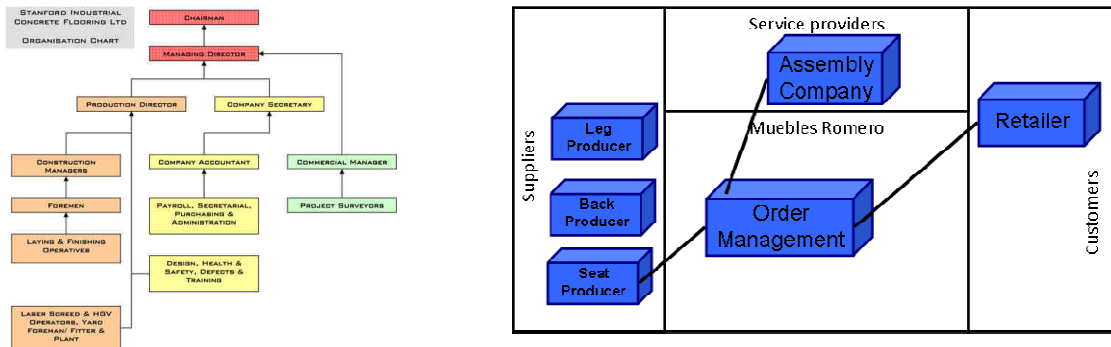 STANFORD INDUSTRIAL
CONCRETE FLOORING LTD
ORGANISATION CHART
CHAIRMAN
MANAGING DIRECTOR
PRODUCTION DIRECTOR
COMPANY SECRETARY
CONSTRUCTION
MANAGERS
COMPANY ACCOUNTANT
COMMERCIAL MANAGER
FOREMEN
PAYROLL, SECRETARIAL,
PURCHASING &
ADMINISTRATION
PROJECT SURVEYORS
LAYING & FINISHING
OPERATIVES
DESIGN, HEALTH &
SAFETY, DEFECTS &
TRAINING
LASER SCREED & HGV
OPERATORS, YARD
FOREMAN/ FITTER &
PLANT
Service providers
Assembly
Company
Suppliers
Leg
Producer
Muebles Romero
Retailer
Back
Producer
Order
Management
Seat
Producer
Customers